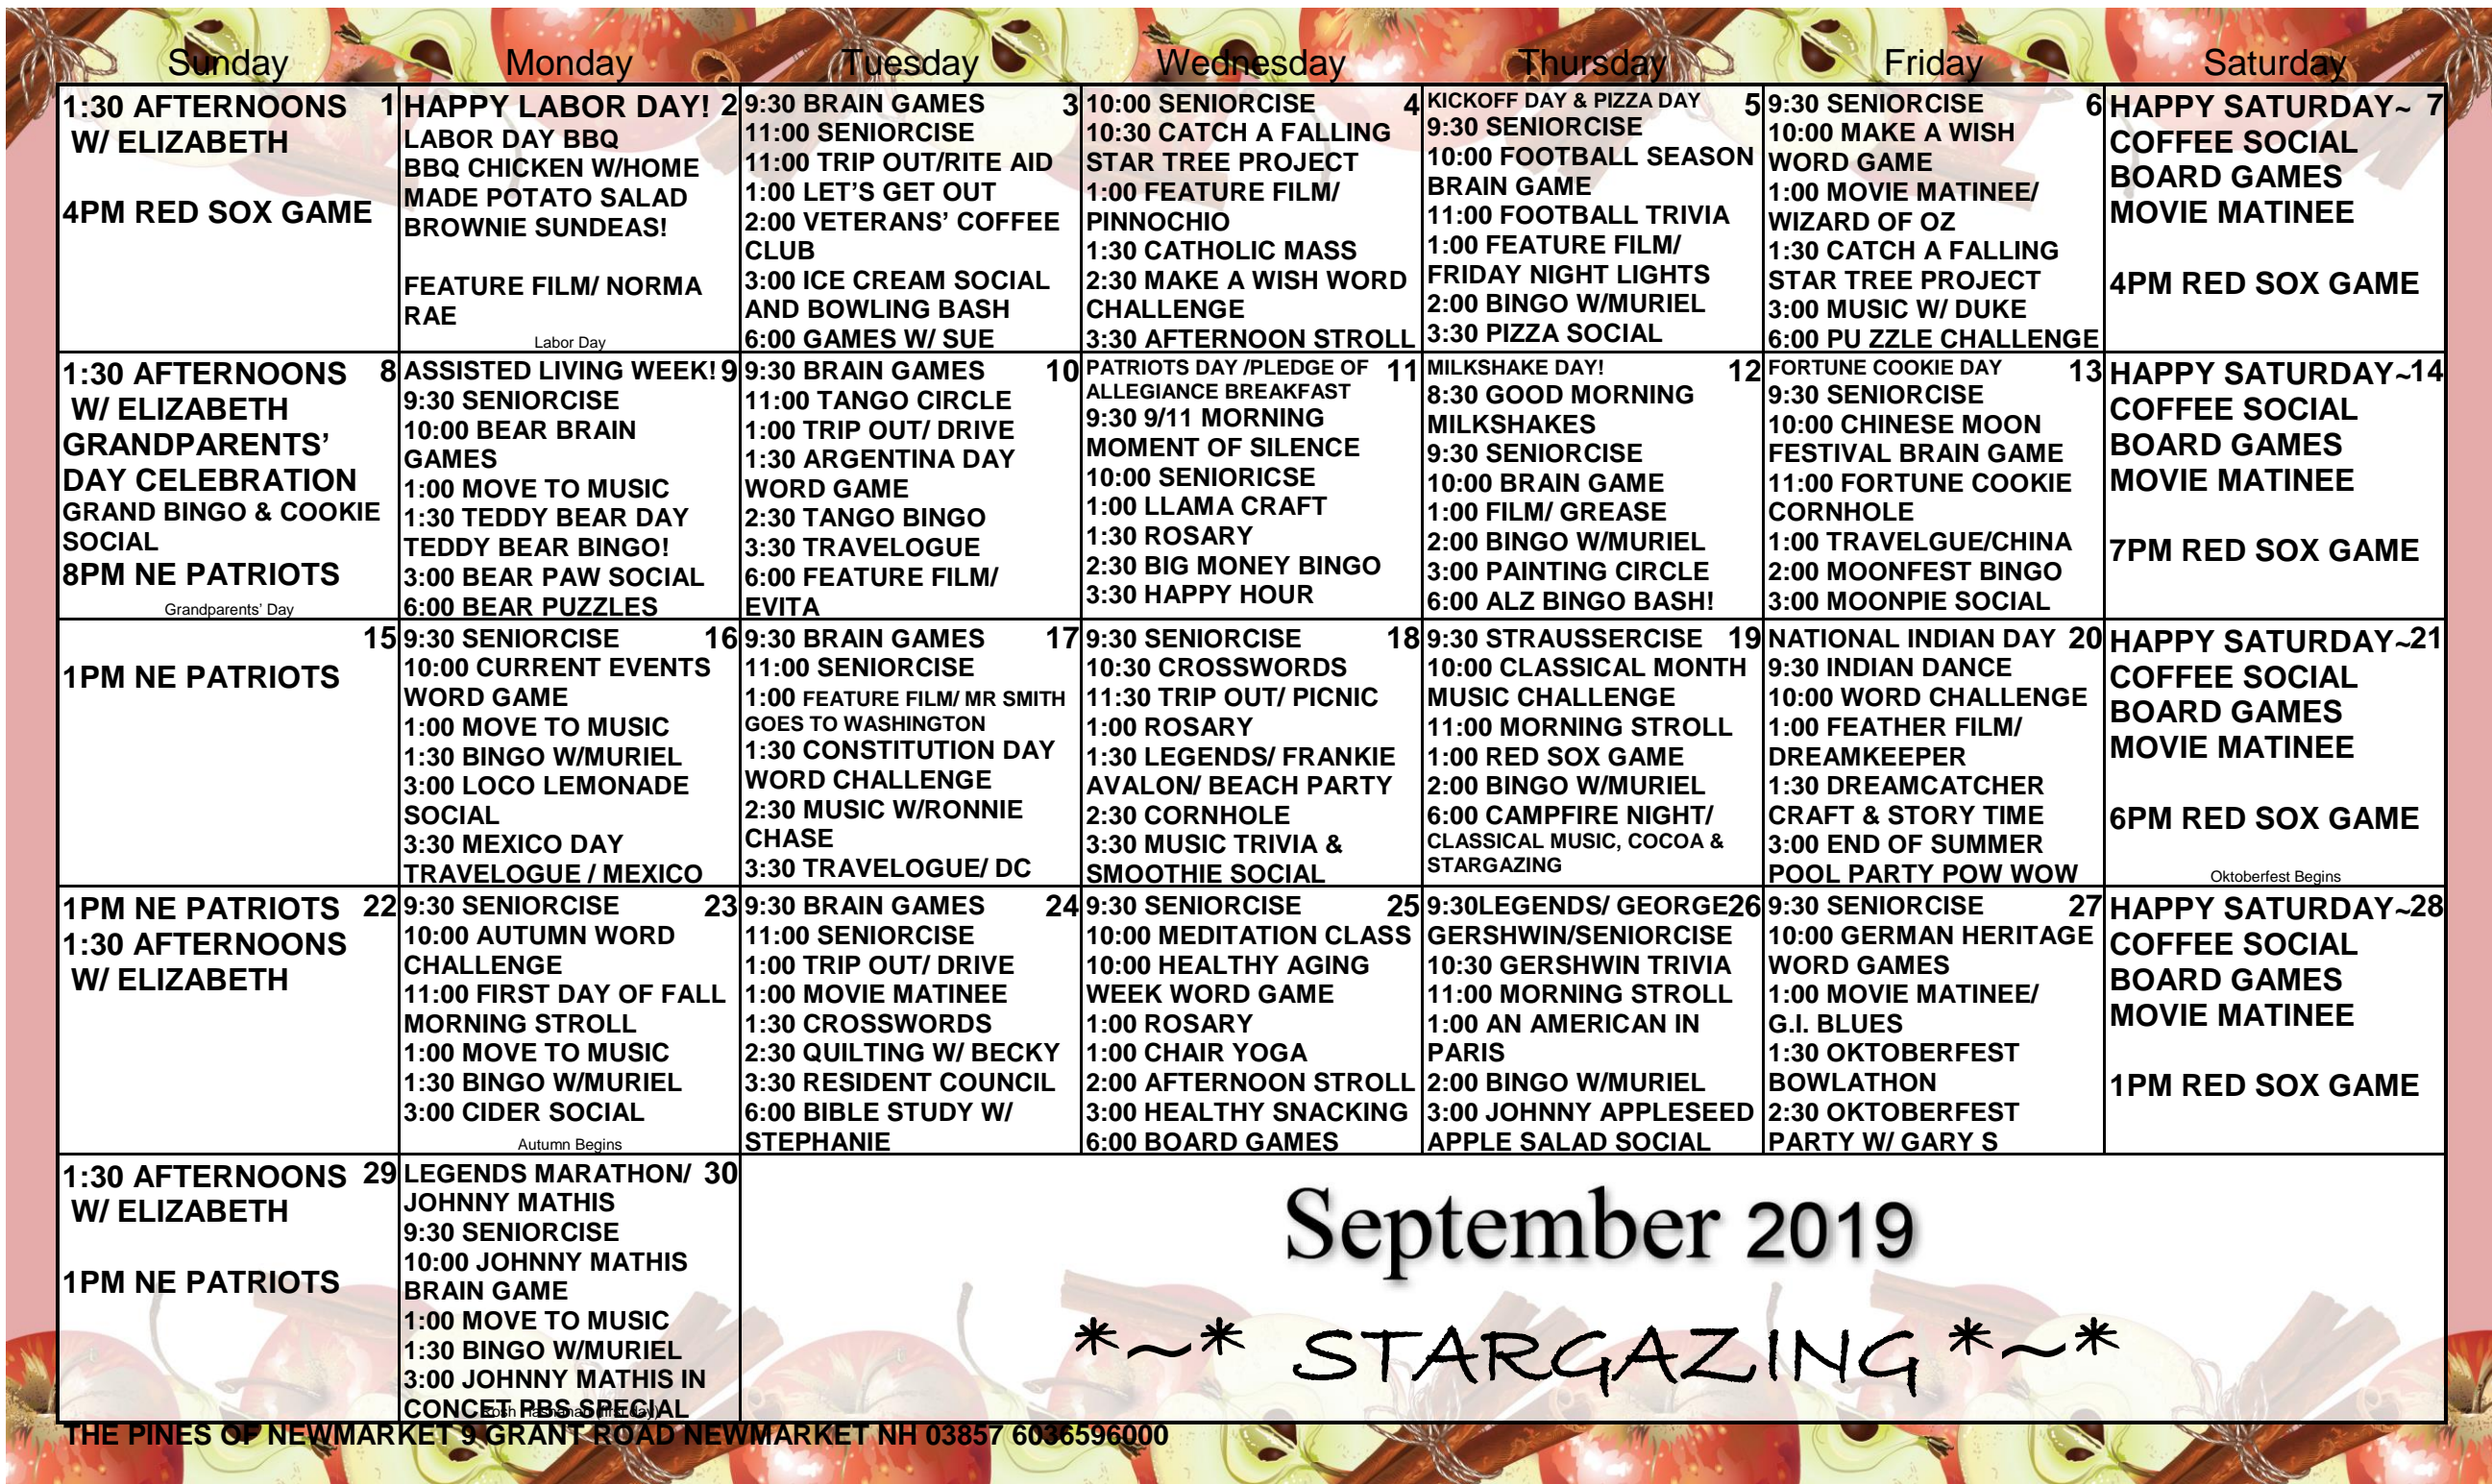 Sunday Monday Tuesday Wednesday Thursday Friday Saturday
1:30 AFTERNOONS 1
W/ ELIZABETH
4PM RED SOX GAME
HAPPY LABOR DAY! 2
LABOR DAY BBQ
BBQ CHICKEN W/HOME
MADE POTATO SALAD
BROWNIE SUNDEAS!
FEATURE FILM/ NORMA
RAE
Labor Day
9:30 BRAIN GAMES 3
11:00 SENIORCISE
11:00 TRIP OUT/RITE AID
1:00 LET'S GET OUT
2:00 VETERANS' COFFEE
CLUB
3:00 ICE CREAM SOCIAL
AND BOWLING BASH
6:00 GAMES W/ SUE
10:00 SENIORCISE 4
10:30 CATCH A FALLING
STAR TREE PROJECT
1:00 FEATURE FILM/
PINNOCHIO
1:30 CATHOLIC MASS
2:30 MAKE A WISH WORD
CHALLENGE
3:30 AFTERNOON STROLL
KICKOFF DAY & PIZZA DAY 5
9:30 SENIORCISE
10:00 FOOTBALL SEASON
BRAIN GAME
11:00 FOOTBALL TRIVIA
1:00 FEATURE FILM/
FRIDAY NIGHT LIGHTS
2:00 BINGO W/MURIEL
3:30 PIZZA SOCIAL
9:30 SENIORCISE 6
10:00 MAKE A WISH
WORD GAME
1:00 MOVIE MATINEE/
WIZARD OF OZ
1:30 CATCH A FALLING
STAR TREE PROJECT
3:00 MUSIC W/ DUKE
6:00 PU ZZLE CHALLENGE
HAPPY SATURDAY~ 7
COFFEE SOCIAL
BOARD GAMES
MOVIE MATINEE
4PM RED SOX GAME
1:30 AFTERNOONS 8
W/ ELIZABETH
GRANDPARENTS'
DAY CELEBRATION
GRAND BINGO & COOKIE
SOCIAL
8PM NE PATRIOTS
Grandparents' Day
ASSISTED LIVING WEEK! 9
9:30 SENIORCISE
10:00 BEAR BRAIN
GAMES
1:00 MOVE TO MUSIC
1:30 TEDDY BEAR DAY
TEDDY BEAR BINGO!
3:00 BEAR PAW SOCIAL
6:00 BEAR PUZZLES
9:30 BRAIN GAMES 10
11:00 TANGO CIRCLE
1:00 TRIP OUT/ DRIVE
1:30 ARGENTINA DAY
WORD GAME
2:30 TANGO BINGO
3:30 TRAVELOGUE
6:00 FEATURE FILM/
EVITA
PATRIOTS DAY /PLEDGE OF 11
ALLEGIANCE BREAKFAST
9:30 9/11 MORNING
MOMENT OF SILENCE
10:00 SENIORICSE
1:00 LLAMA CRAFT
1:30 ROSARY
2:30 BIG MONEY BINGO
3:30 HAPPY HOUR
MILKSHAKE DAY! 12
8:30 GOOD MORNING
MILKSHAKES
9:30 SENIORCISE
10:00 BRAIN GAME
1:00 FILM/ GREASE
2:00 BINGO W/MURIEL
3:00 PAINTING CIRCLE
6:00 ALZ BINGO BASH!
FORTUNE COOKIE DAY 13
9:30 SENIORCISE
10:00 CHINESE MOON
FESTIVAL BRAIN GAME
11:00 FORTUNE COOKIE
CORNHOLE
1:00 TRAVELGUE/CHINA
2:00 MOONFEST BINGO
3:00 MOONPIE SOCIAL
HAPPY SATURDAY~14
COFFEE SOCIAL
BOARD GAMES
MOVIE MATINEE
7PM RED SOX GAME
15
1PM NE PATRIOTS
9:30 SENIORCISE 16
10:00 CURRENT EVENTS
WORD GAME
1:00 MOVE TO MUSIC
1:30 BINGO W/MURIEL
3:00 LOCO LEMONADE
SOCIAL
3:30 MEXICO DAY
TRAVELOGUE / MEXICO
9:30 BRAIN GAMES 17
11:00 SENIORCISE
1:00 FEATURE FILM/ MR SMITH
GOES TO WASHINGTON
1:30 CONSTITUTION DAY
WORD CHALLENGE
2:30 MUSIC W/RONNIE
CHASE
3:30 TRAVELOGUE/ DC
9:30 SENIORCISE 18
10:30 CROSSWORDS
11:30 TRIP OUT/ PICNIC
1:00 ROSARY
1:30 LEGENDS/ FRANKIE
AVALON/ BEACH PARTY
2:30 CORNHOLE
3:30 MUSIC TRIVIA &
SMOOTHIE SOCIAL
9:30 STRAUSSERCISE 19
10:00 CLASSICAL MONTH
MUSIC CHALLENGE
11:00 MORNING STROLL
1:00 RED SOX GAME
2:00 BINGO W/MURIEL
6:00 CAMPFIRE NIGHT/
CLASSICAL MUSIC, COCOA &
STARGAZING
NATIONAL INDIAN DAY 20
9:30 INDIAN DANCE
10:00 WORD CHALLENGE
1:00 FEATHER FILM/
DREAMKEEPER
1:30 DREAMCATCHER
CRAFT & STORY TIME
3:00 END OF SUMMER
POOL PARTY POW WOW
HAPPY SATURDAY~21
COFFEE SOCIAL
BOARD GAMES
MOVIE MATINEE
6PM RED SOX GAME
Oktoberfest Begins
1PM NE PATRIOTS 22
1:30 AFTERNOONS
W/ ELIZABETH
9:30 SENIORCISE 23
10:00 AUTUMN WORD
CHALLENGE
11:00 FIRST DAY OF FALL
MORNING STROLL
1:00 MOVE TO MUSIC
1:30 BINGO W/MURIEL
3:00 CIDER SOCIAL
Autumn Begins
9:30 BRAIN GAMES 24
11:00 SENIORCISE
1:00 TRIP OUT/ DRIVE
1:00 MOVIE MATINEE
1:30 CROSSWORDS
2:30 QUILTING W/ BECKY
3:30 RESIDENT COUNCIL
6:00 BIBLE STUDY W/
STEPHANIE
9:30 SENIORCISE 25
10:00 MEDITATION CLASS
10:00 HEALTHY AGING
WEEK WORD GAME
1:00 ROSARY
1:00 CHAIR YOGA
2:00 AFTERNOON STROLL
3:00 HEALTHY SNACKING
6:00 BOARD GAMES
9:30LEGENDS/ GEORGE26
GERSHWIN/SENIORCISE
10:30 GERSHWIN TRIVIA
11:00 MORNING STROLL
1:00 AN AMERICAN IN
PARIS
2:00 BINGO W/MURIEL
3:00 JOHNNY APPLESEED
APPLE SALAD SOCIAL
9:30 SENIORCISE 27
10:00 GERMAN HERITAGE
WORD GAMES
1:00 MOVIE MATINEE/
G.I. BLUES
1:30 OKTOBERFEST
BOWLATHON
2:30 OKTOBERFEST
PARTY W/ GARY S
HAPPY SATURDAY~28
COFFEE SOCIAL
BOARD GAMES
MOVIE MATINEE
1PM RED SOX GAME
1:30 AFTERNOONS 29
W/ ELIZABETH
1PM NE PATRIOTS
LEGENDS MARATHON/ 30
JOHNNY MATHIS
9:30 SENIORCISE
10:00 JOHNNY MATHIS
BRAIN GAME
1:00 MOVE TO MUSIC
1:30 BINGO W/MURIEL
3:00 JOHNNY MATHIS IN
CONCET PBS SPECIAL
Rosh Hashanah (first day)
September 2019
*~* STARGAZING *~*
THE PINES OF NEWMARKET 9 GRANT ROAD NEWMARKET NH 03857 6036596000